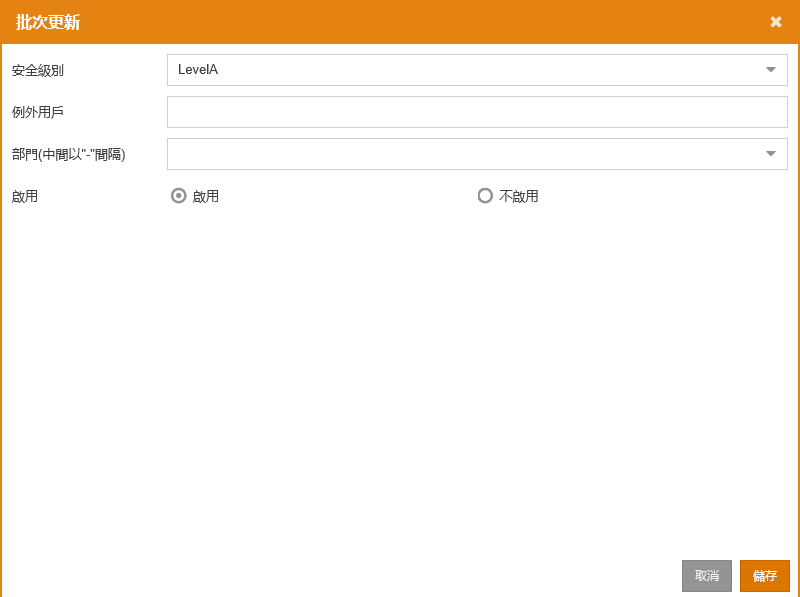 批次更新
安全級別 LevelA
例外用戶
部門(中間以"-"間隔)
啟用 啟用 不啟用
取消 儲存